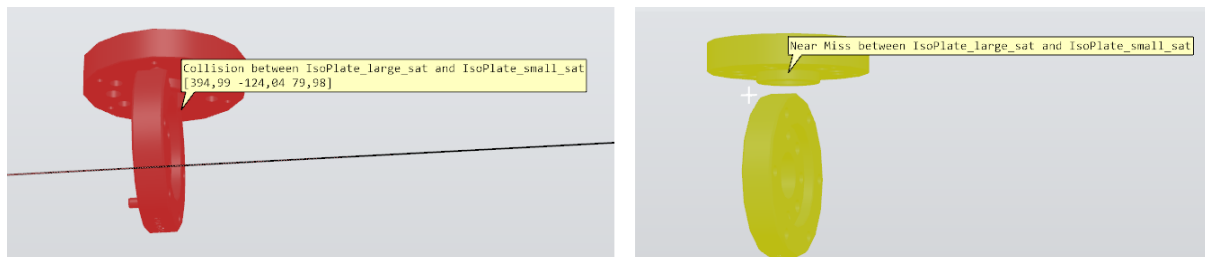 Collision between IsoPlate_large_sat and IsoPlate_small_sat
[394,99 -124,04 79,98]
Near Miss between IsoPlate_large_sat and IsoPlate_small_sat